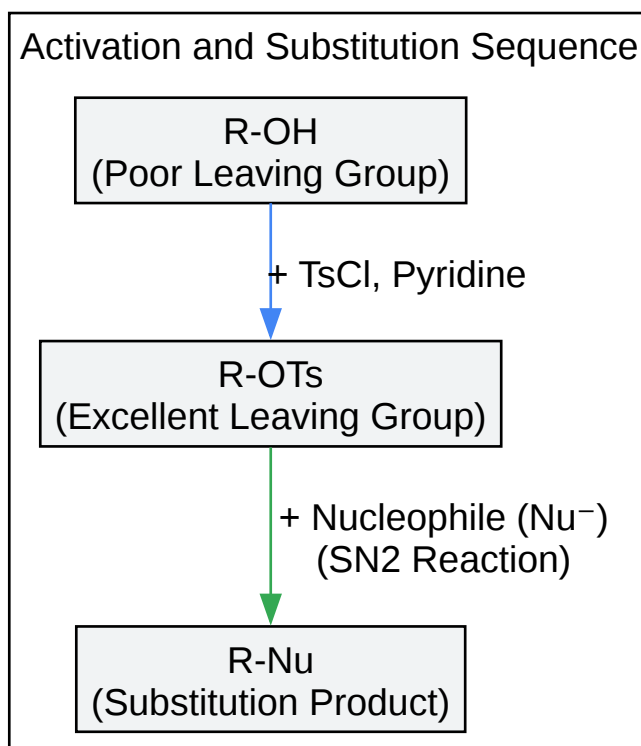 Activation and Substitution Sequence
R-OH
(Poor Leaving Group)
+ TsCl, Pyridine
R-OTs
(Excellent Leaving Group)
+ Nucleophile (Nu⁻)
(SN2 Reaction)
R-Nu
(Substitution Product)